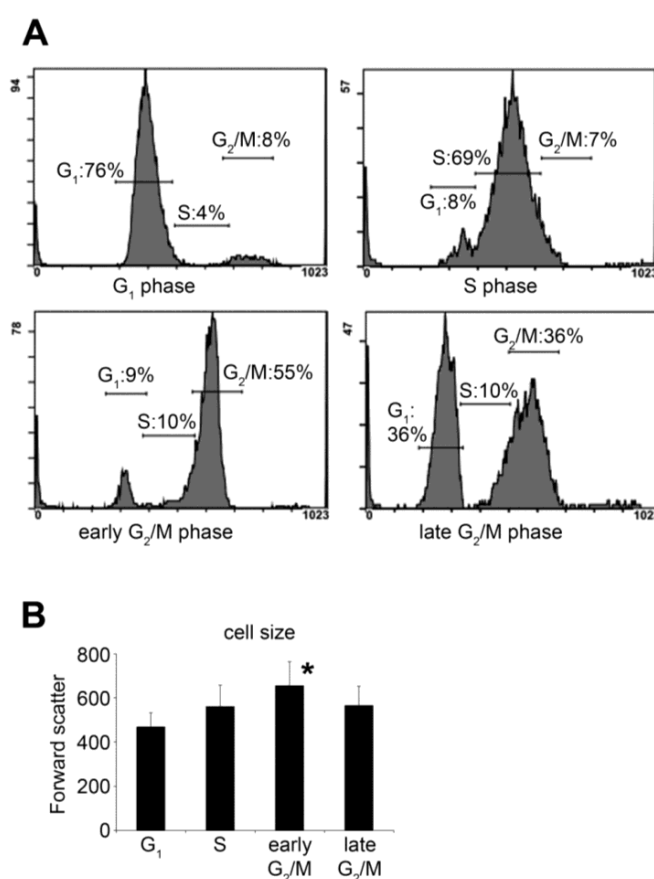 A
94
G₁:76%
S:4%
G₂/M:8%
0
1023
G₁ phase
57
S:69%
G₁:8%
G₂/M:7%
0
1023
S phase
78
G₁:9%
S:10%
G₂/M:55%
0
1023
early G₂/M phase
47
G₁:
36%
S:10%
G₂/M:36%
0
1023
late G₂/M phase
B
cell size
Forward scatter
800
600
400
200
0
*
G₁
S
early
G₂/M
late
G₂/M